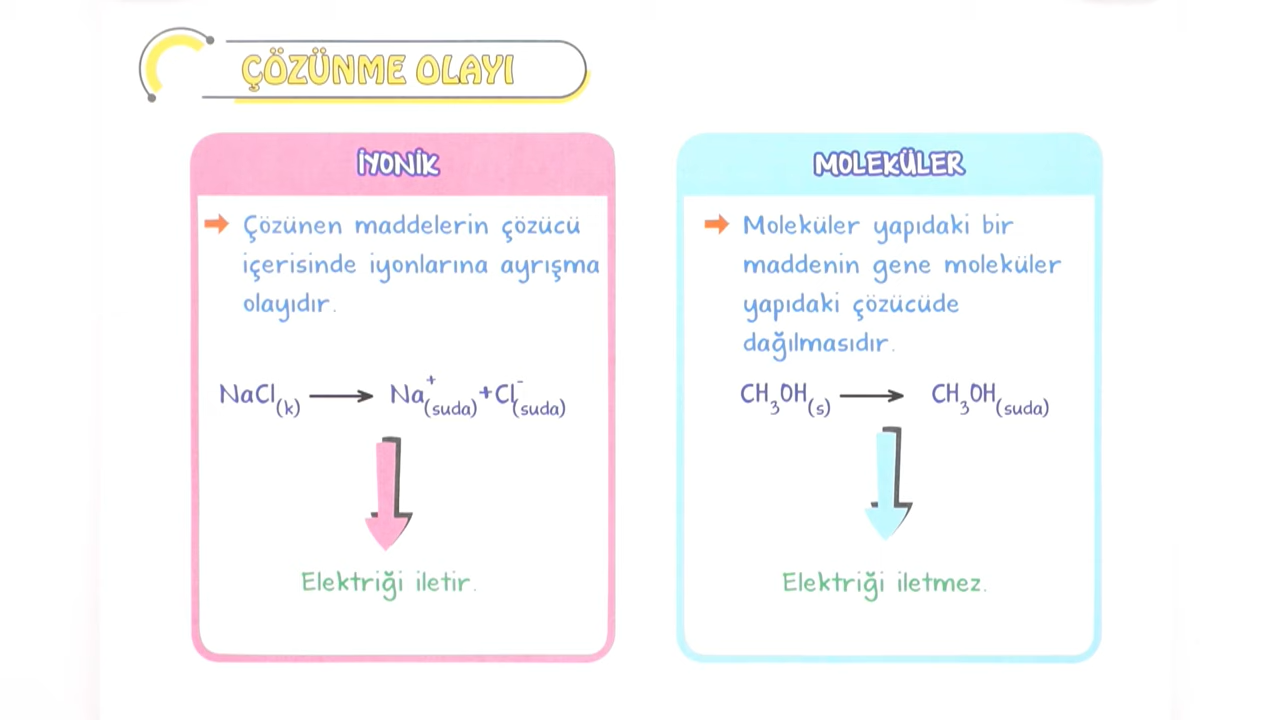 ÇÖZÜNME OLAYI
İYONİK
Çözünen maddelerin çözücü
içerisinde iyonlarına ayrışma
olayıdır.
NaCl(k) ⟶ Na⁺(suda) + Cl⁻(suda)
Elektriği iletir.
MOLEKÜLER
Moleküler yapıdaki bir
maddenin gene moleküler
yapıdaki çözücüde
dağılmasıdır.
CH₃OH(s) ⟶ CH₃OH(suda)
Elektriği iletmez.